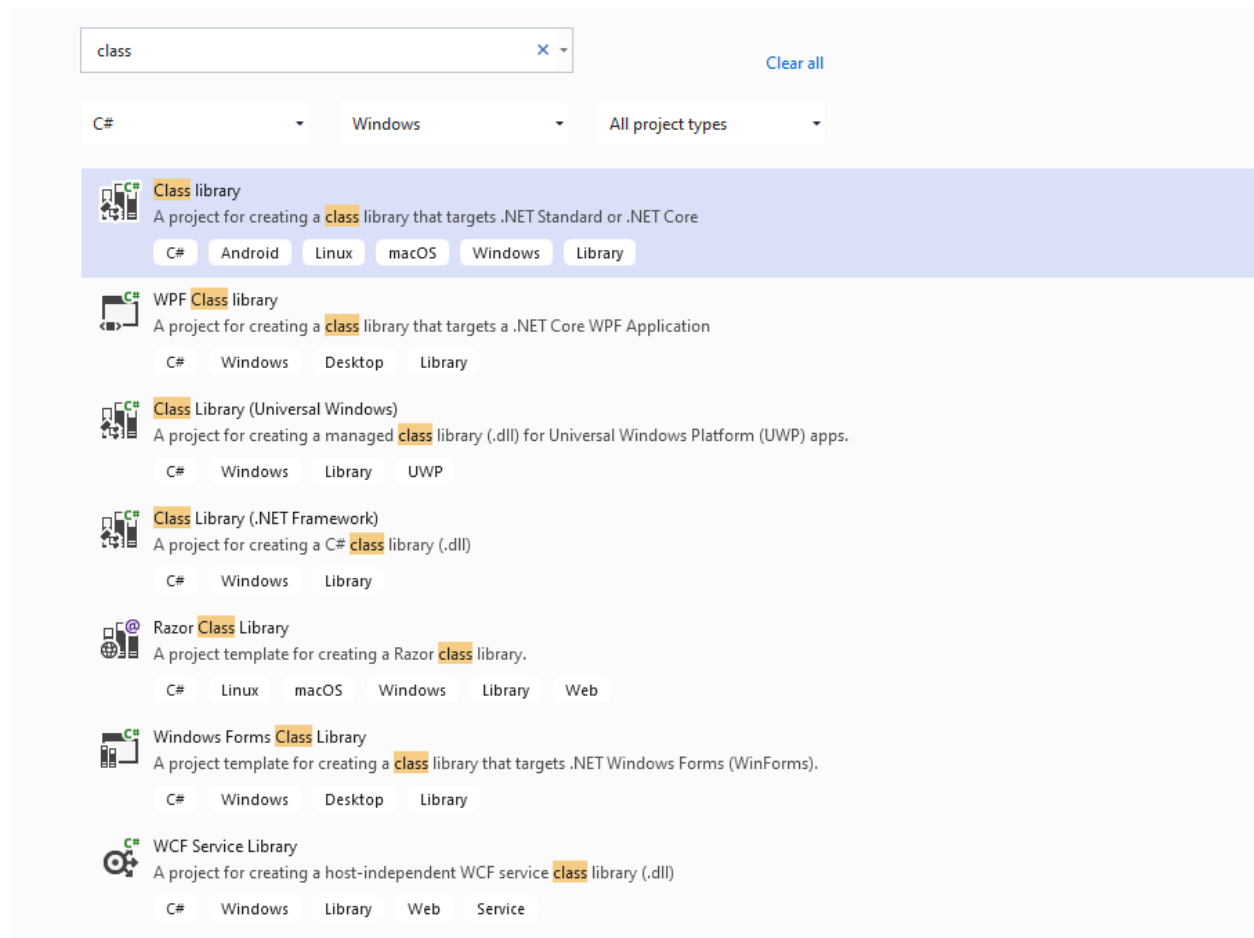 class
Clear all
C# Windows All project types
C#
Class library
A project for creating a class library that targets .NET Standard or .NET Core
C# Android Linux macOS Windows Library
C#
WPF Class library
A project for creating a class library that targets a .NET Core WPF Application
C# Windows Desktop Library
C#
Class Library (Universal Windows)
A project for creating a managed class library (.dll) for Universal Windows Platform (UWP) apps.
C# Windows Library UWP
C#
Class Library (.NET Framework)
A project for creating a C# class library (.dll)
C# Windows Library
@
Razor Class Library
A project template for creating a Razor class library.
C# Linux macOS Windows Library Web
C#
Windows Forms Class Library
A project template for creating a class library that targets .NET Windows Forms (WinForms).
C# Windows Desktop Library
C#
WCF Service Library
A project for creating a host-independent WCF service class library (.dll)
C# Windows Library Web Service